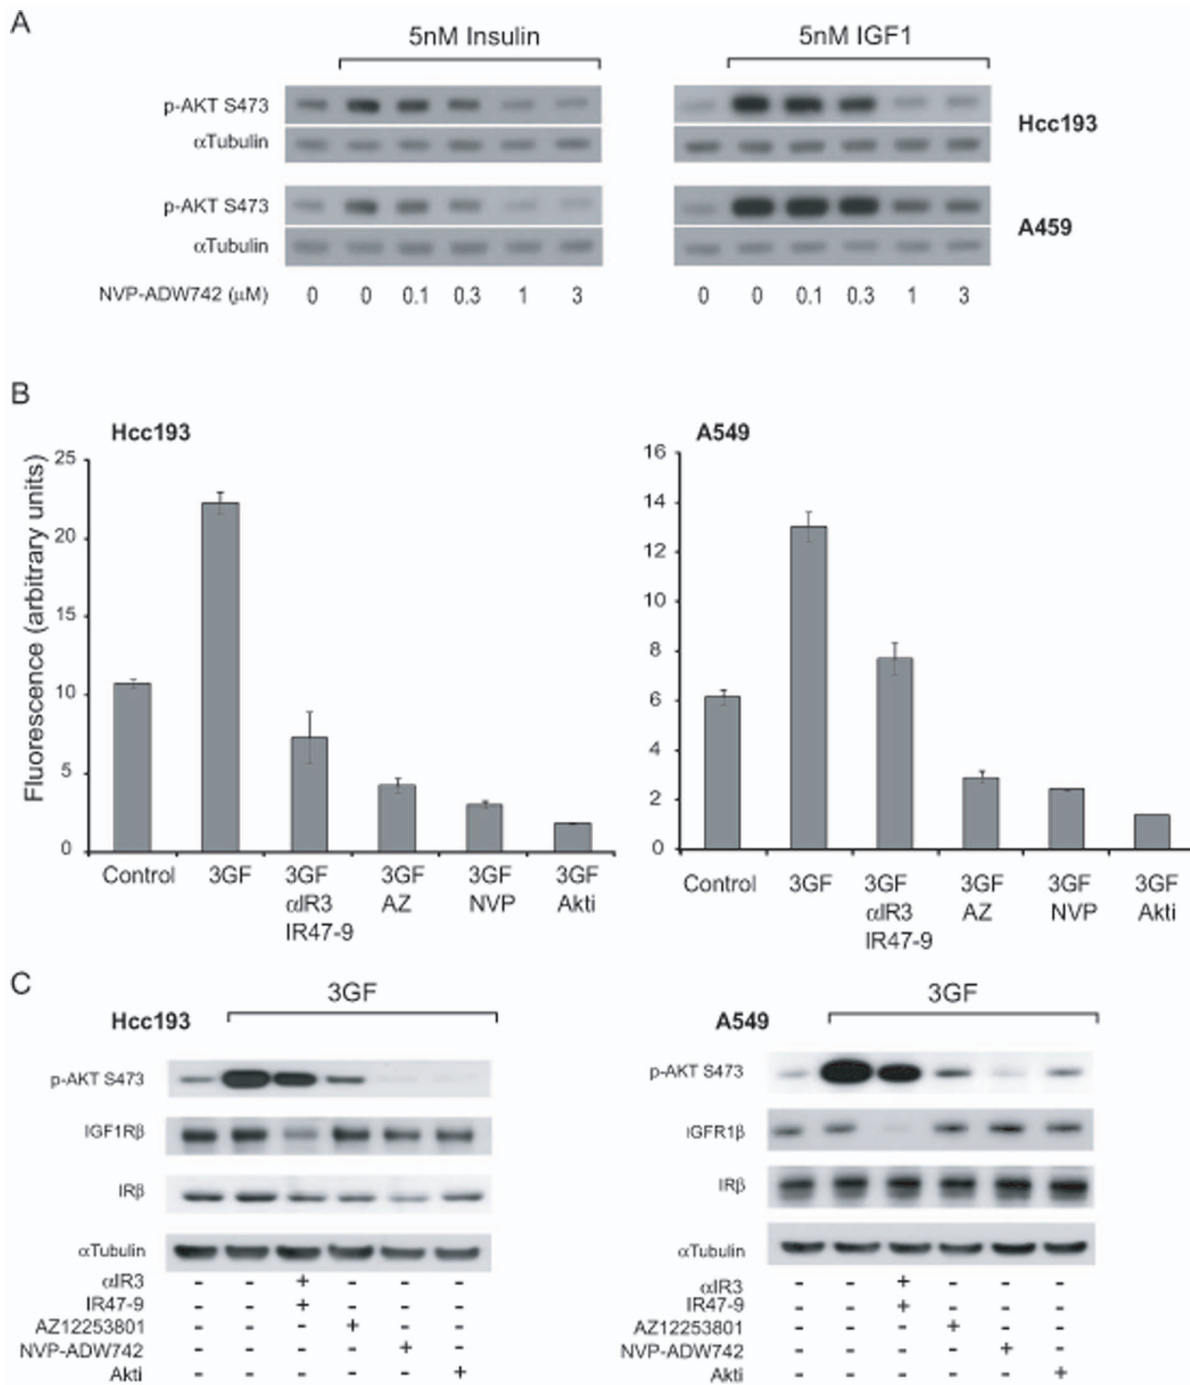 A
5nM Insulin
5nM IGF1
p-AKT S473
αTubulin
Hcc193
p-AKT S473
αTubulin
A459
NVP-ADW742 (μM) 0 0 0.1 0.3 1 3 0 0 0.1 0.3 1 3
B
Hcc193
Fluorescence (arbitrary units)
25
20
15
10
5
0
Control 3GF 3GF 3GF 3GF 3GF
αIR3 AZ NVP Akti
IR47-9
A549
16
14
12
10
8
6
4
2
0
Control 3GF 3GF 3GF 3GF 3GF
αIR3 AZ NVP Akti
IR47-9
C
3GF
Hcc193
p-AKT S473
IGF1Rβ
IRβ
αTubulin
αIR3 - - + - - -
IR47-9 - - + - - -
AZ12253801 - - - + - -
NVP-ADW742 - - - - + -
Akti - - - - - +
3GF
A549
p-AKT S473
IGFR1β
IRβ
αTubulin
αIR3 - - + - - -
IR47-9 - - + - - -
AZ12253801 - - - + - -
NVP-ADW742 - - - - + -
Akti - - - - - +